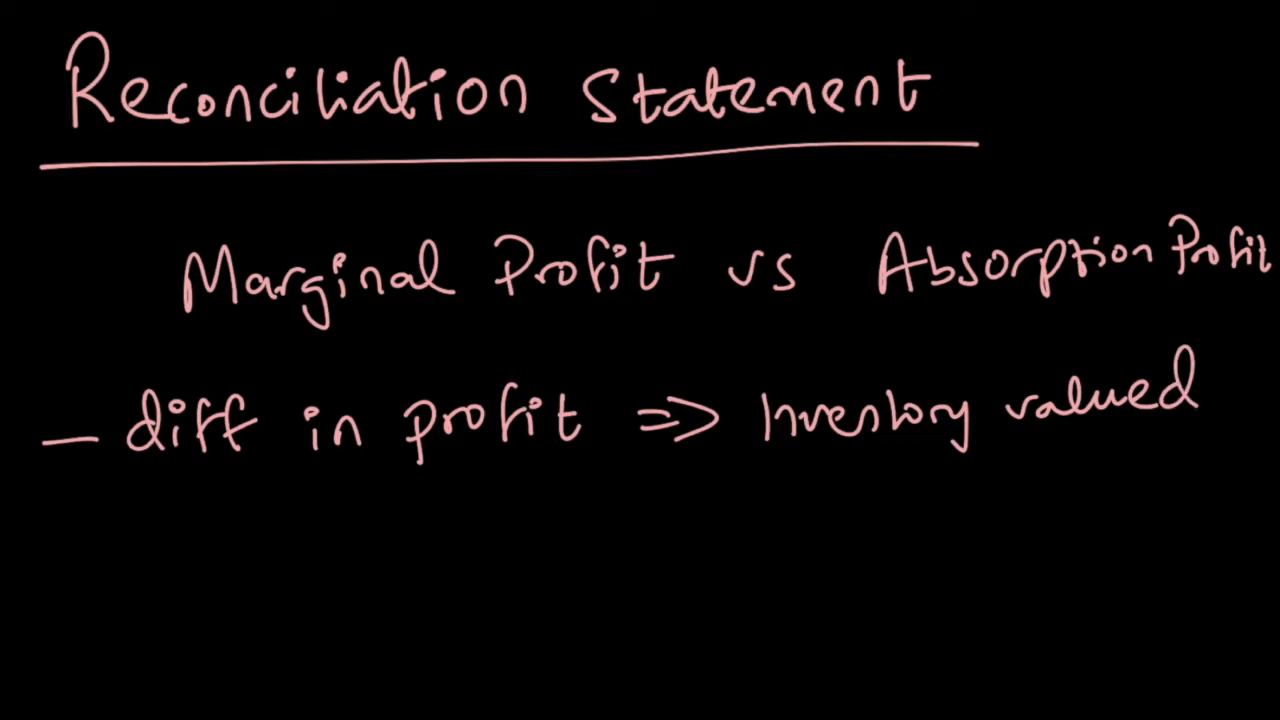 Reconciliation Statement
Marginal Profit vs Absorption Profit
— diff in profit => Inventory valued